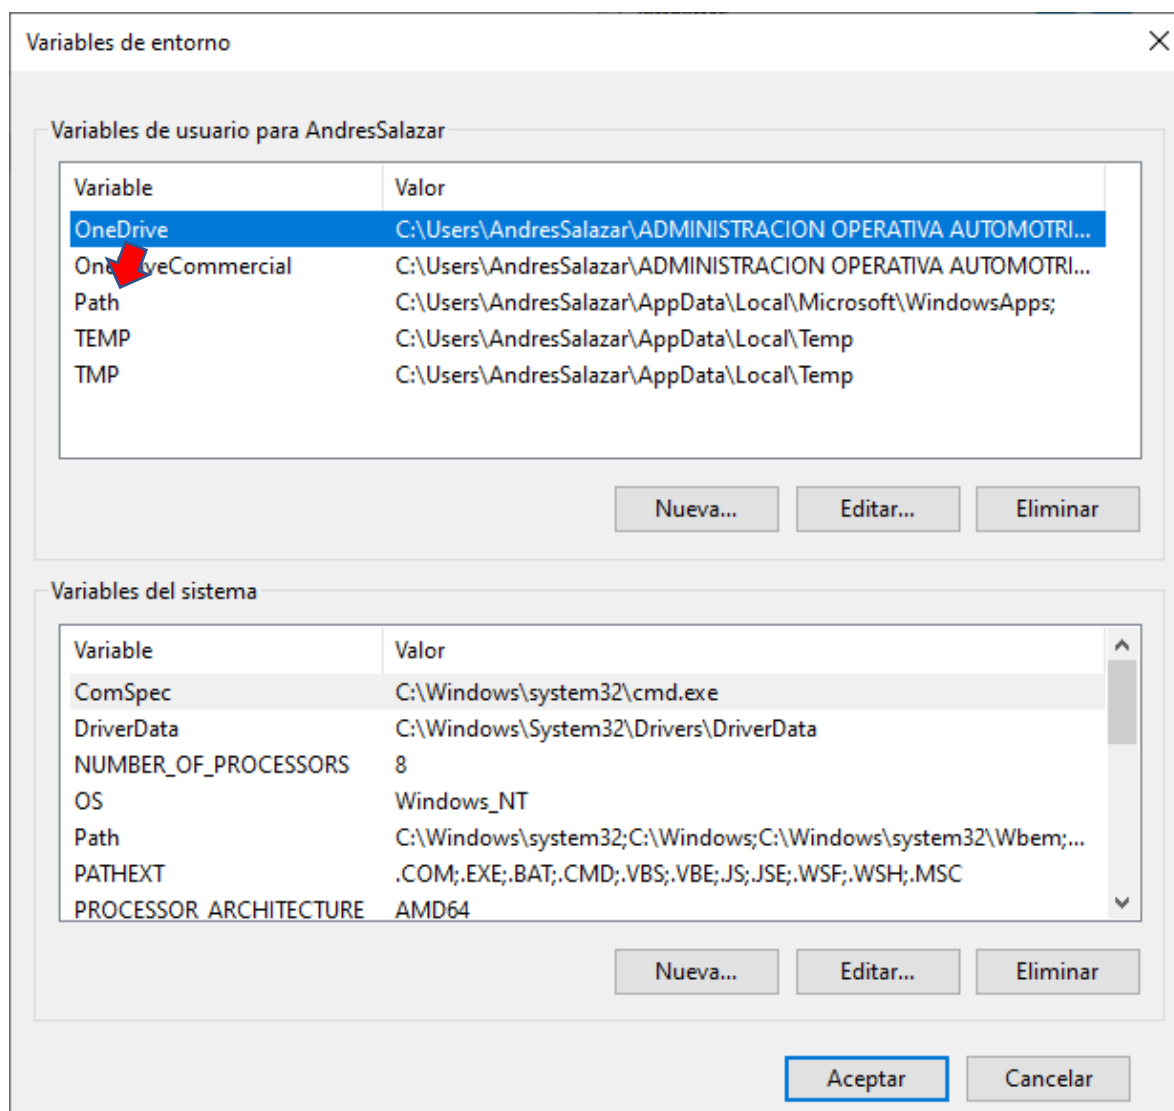 Variables de entorno
Variables de usuario para AndresSalazar
Variable Valor
OneDrive C:\Users\AndresSalazar\ADMINISTRACION OPERATIVA AUTOMOTRI...
C:\Users\AndresSalazar\ADMINISTRACION OPERATIVA AUTOMOTRI...
Path C:\Users\AndresSalazar\AppData\Local\Microsoft\WindowsApps;
TEMP C:\Users\AndresSalazar\AppData\Local\Temp
TMP C:\Users\AndresSalazar\AppData\Local\Temp
Nueva... Editar... Eliminar
Variables del sistema
Variable Valor
ComSpec C:\Windows\system32\cmd.exe
DriverData C:\Windows\System32\Drivers\DriverData
NUMBER_OF_PROCESSORS 8
OS Windows_NT
Path C:\Windows\system32;C:\Windows;C:\Windows\system32\Wbem;...
PATHEXT .COM;.EXE;.BAT;.CMD;.VBS;.VBE;.JS;.JSE;.WSF;.WSH;.MSC
PROCESSOR_ARCHITECTURE AMD64
Nueva... Editar... Eliminar
Aceptar Cancelar